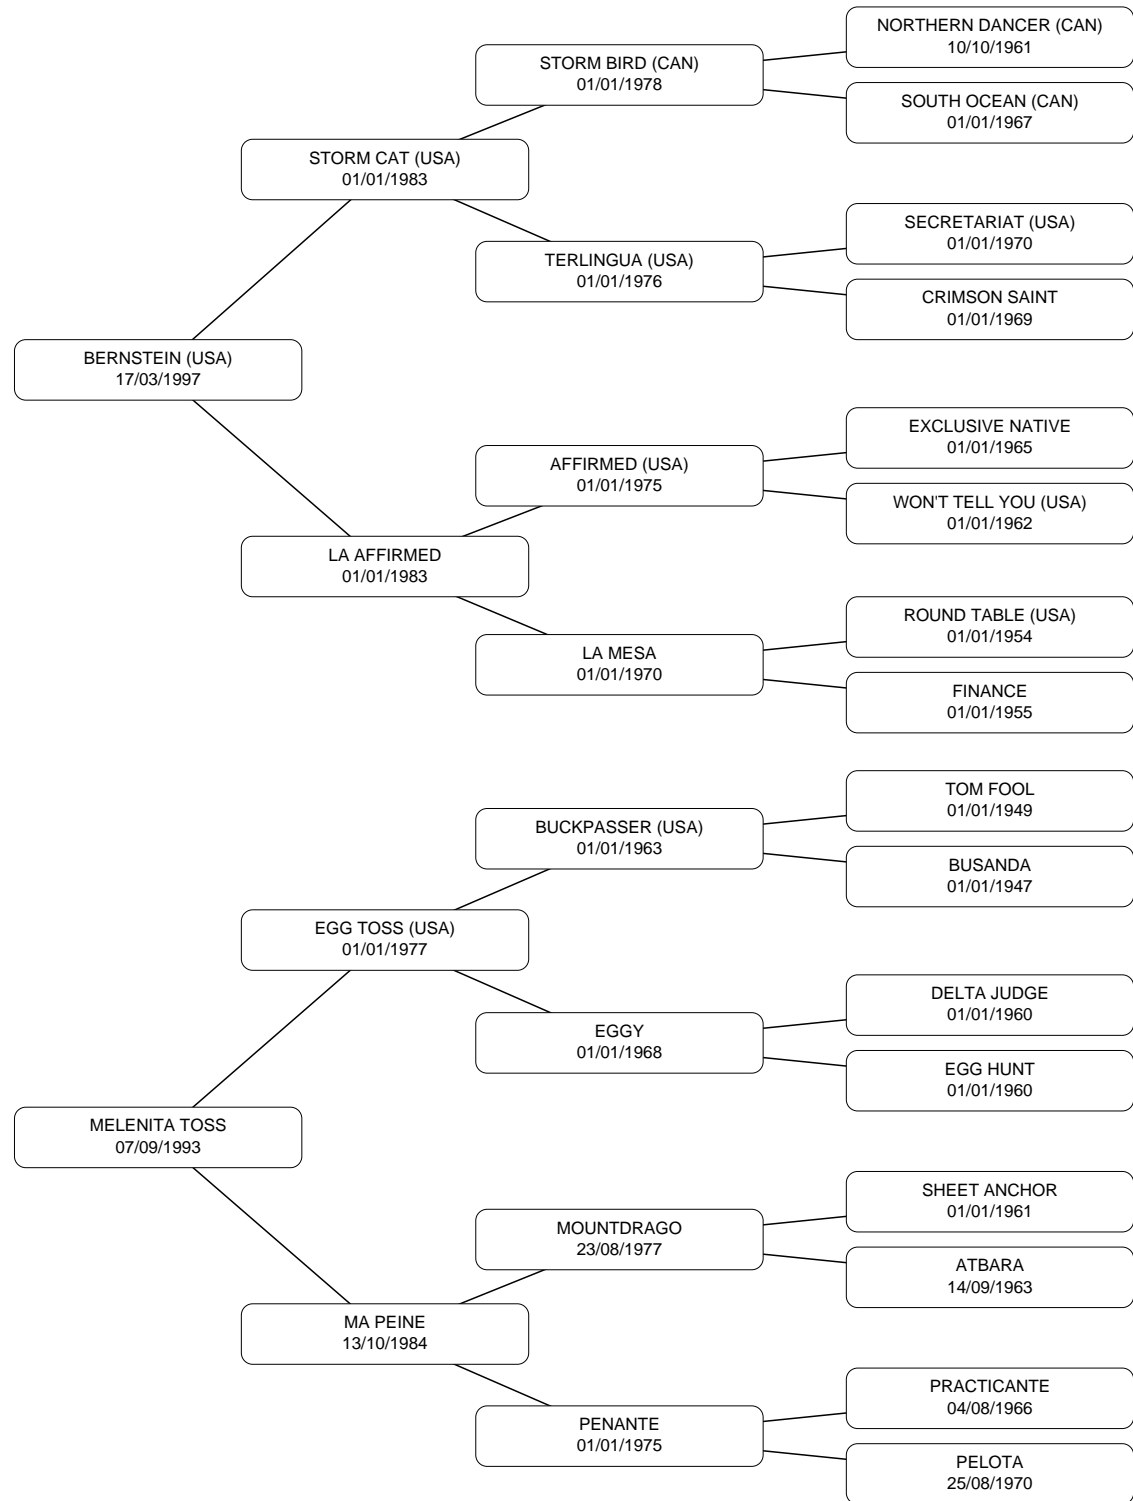 NORTHERN DANCER (CAN)
10/10/1961
STORM BIRD (CAN)
01/01/1978
SOUTH OCEAN (CAN)
01/01/1967
STORM CAT (USA)
01/01/1983
SECRETARIAT (USA)
01/01/1970
TERLINGUA (USA)
01/01/1976
CRIMSON SAINT
01/01/1969
BERNSTEIN (USA)
17/03/1997
EXCLUSIVE NATIVE
01/01/1965
AFFIRMED (USA)
01/01/1975
WON'T TELL YOU (USA)
01/01/1962
LA AFFIRMED
01/01/1983
ROUND TABLE (USA)
01/01/1954
LA MESA
01/01/1970
FINANCE
01/01/1955
TOM FOOL
01/01/1949
BUCKPASSER (USA)
01/01/1963
BUSANDA
01/01/1947
EGG TOSS (USA)
01/01/1977
DELTA JUDGE
01/01/1960
EGGY
01/01/1968
EGG HUNT
01/01/1960
MELENITA TOSS
07/09/1993
SHEET ANCHOR
01/01/1961
MOUNTDRAGO
23/08/1977
ATBARA
14/09/1963
MA PEINE
13/10/1984
PRACTICANTE
04/08/1966
PENANTE
01/01/1975
PELOTA
25/08/1970